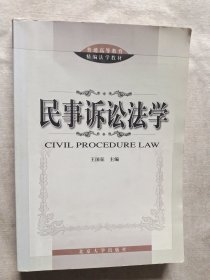 普通高等教育
精编法学教材
民事诉讼法学
CIVIL PROCEDURE LAW
王国征 主编
北京大学出版社